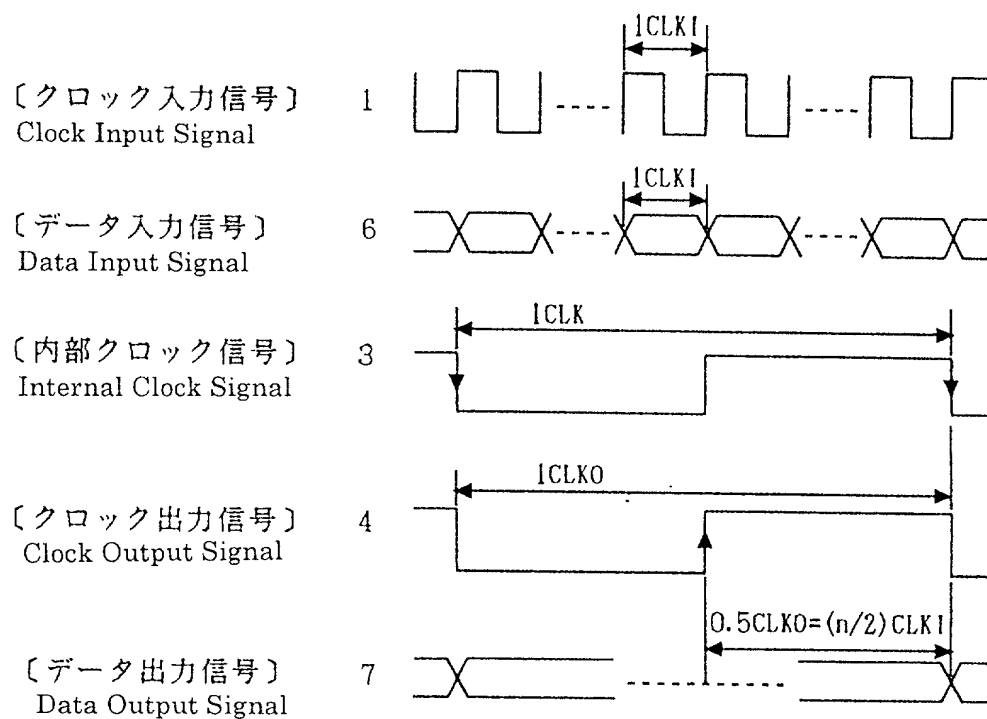 1CLKI
〔クロック入力信号〕 1
Clock Input Signal
1CLKI
〔データ入力信号〕 6
Data Input Signal
1CLK
〔内部クロック信号〕 3
Internal Clock Signal
1CLKO
〔クロック出力信号〕 4
Clock Output Signal
0.5CLKO=(n/2)CLKI
〔データ出力信号〕 7
Data Output Signal